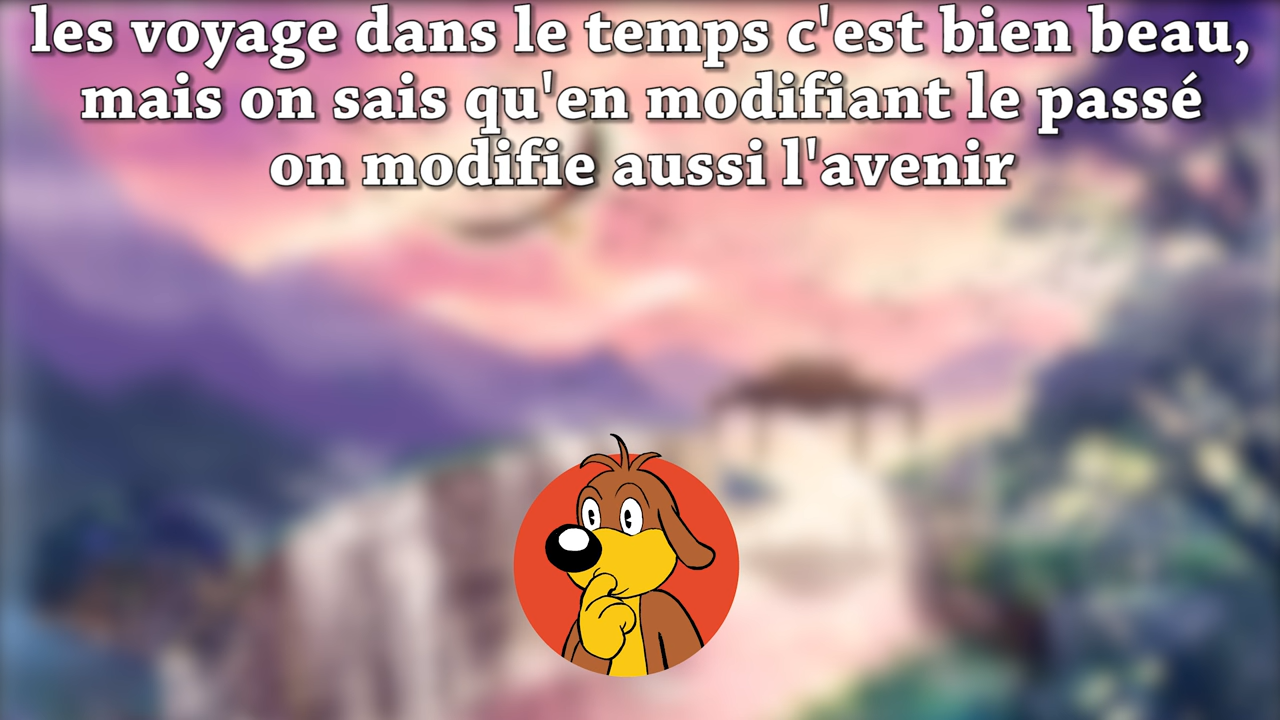 les voyage dans le temps c'est bien beau,
mais on sais qu'en modifiant le passé
on modifie aussi l'avenir